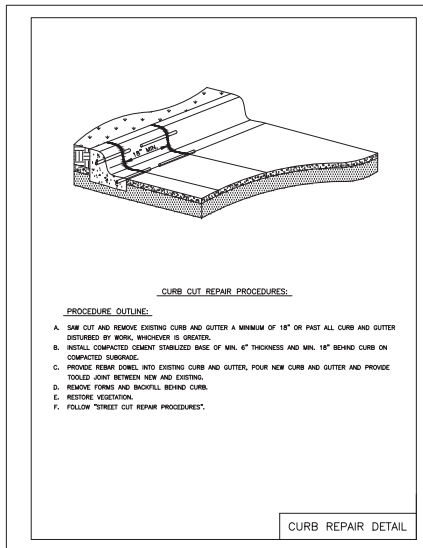 18" MIN.
CURB CUT REPAIR PROCEDURES:
PROCEDURE OUTLINE:
A. SAW CUT AND REMOVE EXISTING CURB AND GUTTER A MINIMUM OF 18" OR PAST ALL CURB AND GUTTER
DISTURBED BY WORK, WHICHEVER IS GREATER.
B. INSTALL COMPACTED CEMENT STABILIZED BASE OF MIN. 6" THICKNESS AND MIN. 18" BEHIND CURB ON
COMPACTED SUBGRADE.
C. PROVIDE REBAR DOWEL INTO EXISTING CURB AND GUTTER, POUR NEW CURB AND GUTTER AND PROVIDE
TOOLED JOINT BETWEEN NEW AND EXISTING.
D. REMOVE FORMS AND BACKFILL BEHIND CURB.
E. RESTORE VEGETATION.
F. FOLLOW "STREET CUT REPAIR PROCEDURES".
CURB REPAIR DETAIL